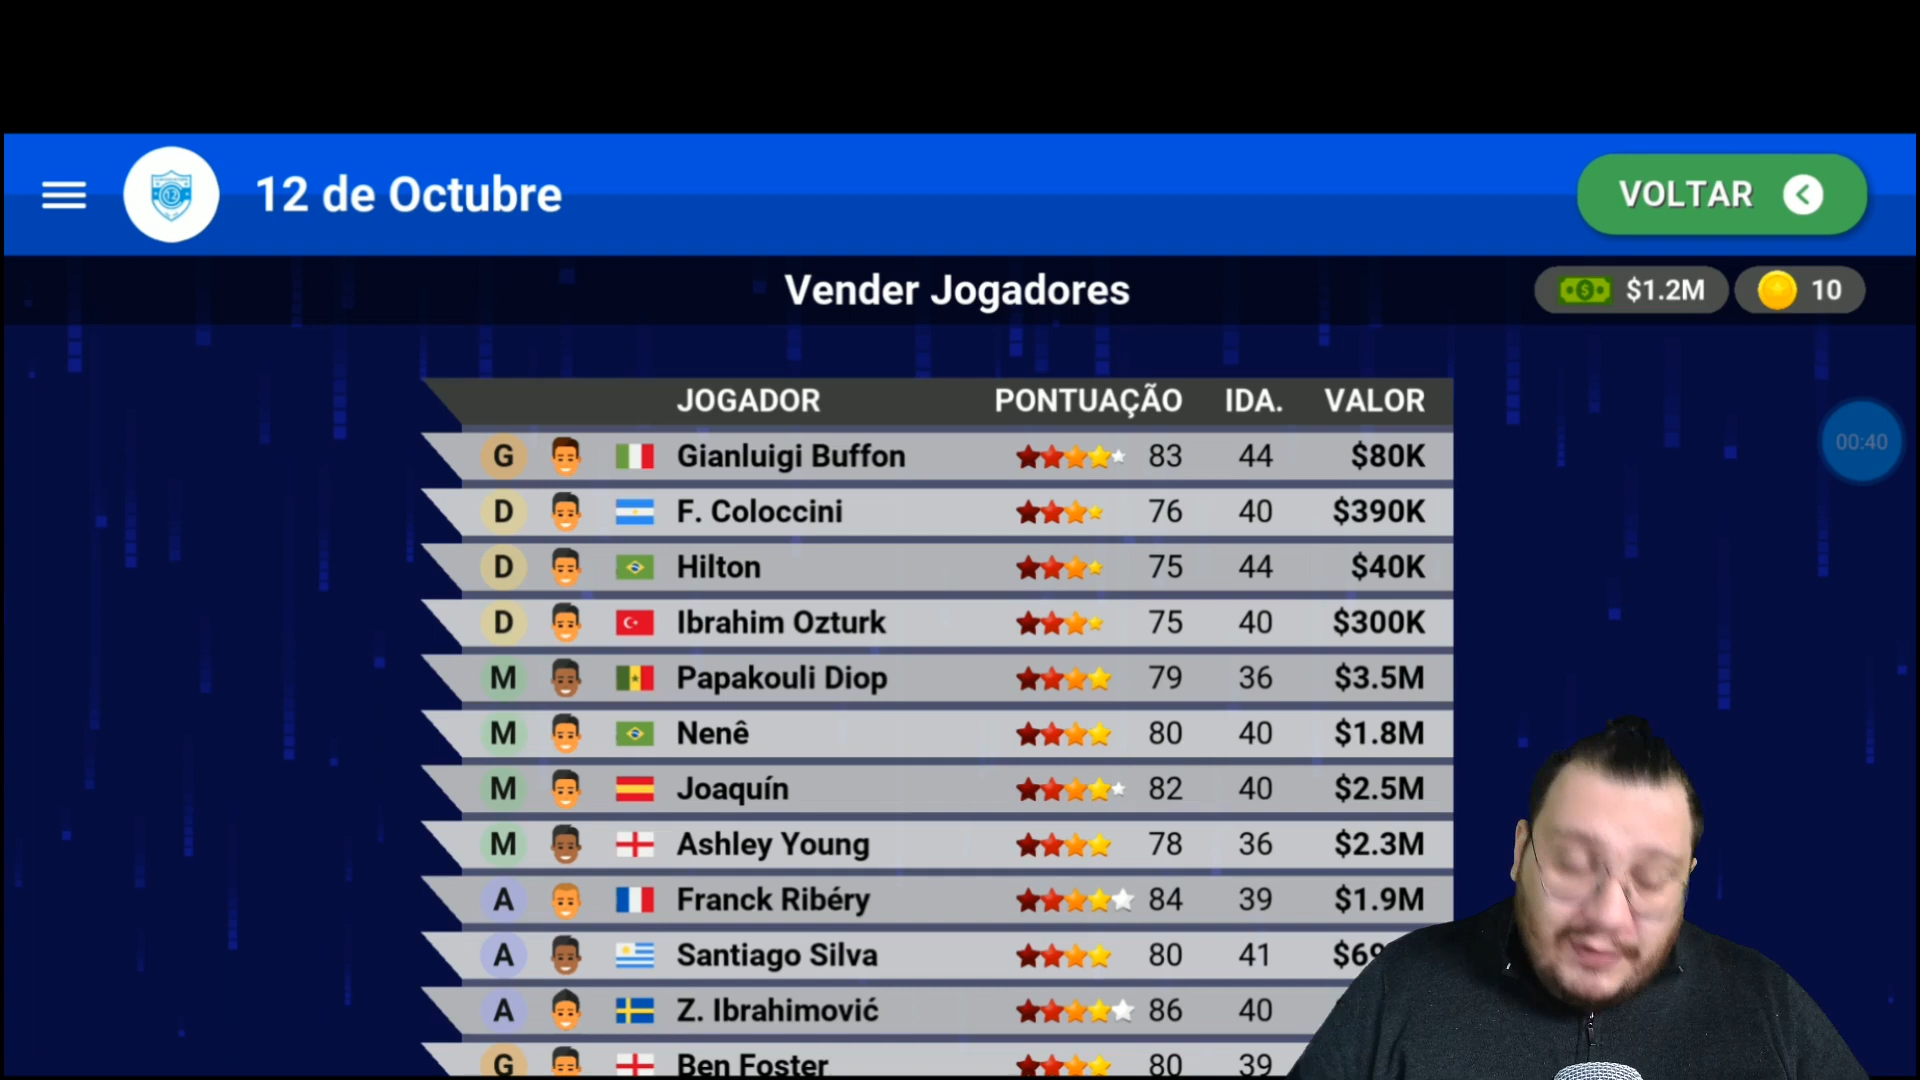 12 de Octubre
VOLTAR
Vender Jogadores
$1.2M
10
JOGADOR PONTUAÇÃO IDA. VALOR
G Gianluigi Buffon 83 44 $80K
D F. Coloccini 76 40 $390K
D Hilton 75 44 $40K
D Ibrahim Ozturk 75 40 $300K
M Papakouli Diop 79 36 $3.5M
M Nenê 80 40 $1.8M
M Joaquín 82 40 $2.5M
M Ashley Young 78 36 $2.3M
A Franck Ribéry 84 39 $1.9M
A Santiago Silva 80 41
A Z. Ibrahimović 86 40
G Ben Foster 80 39
00:40